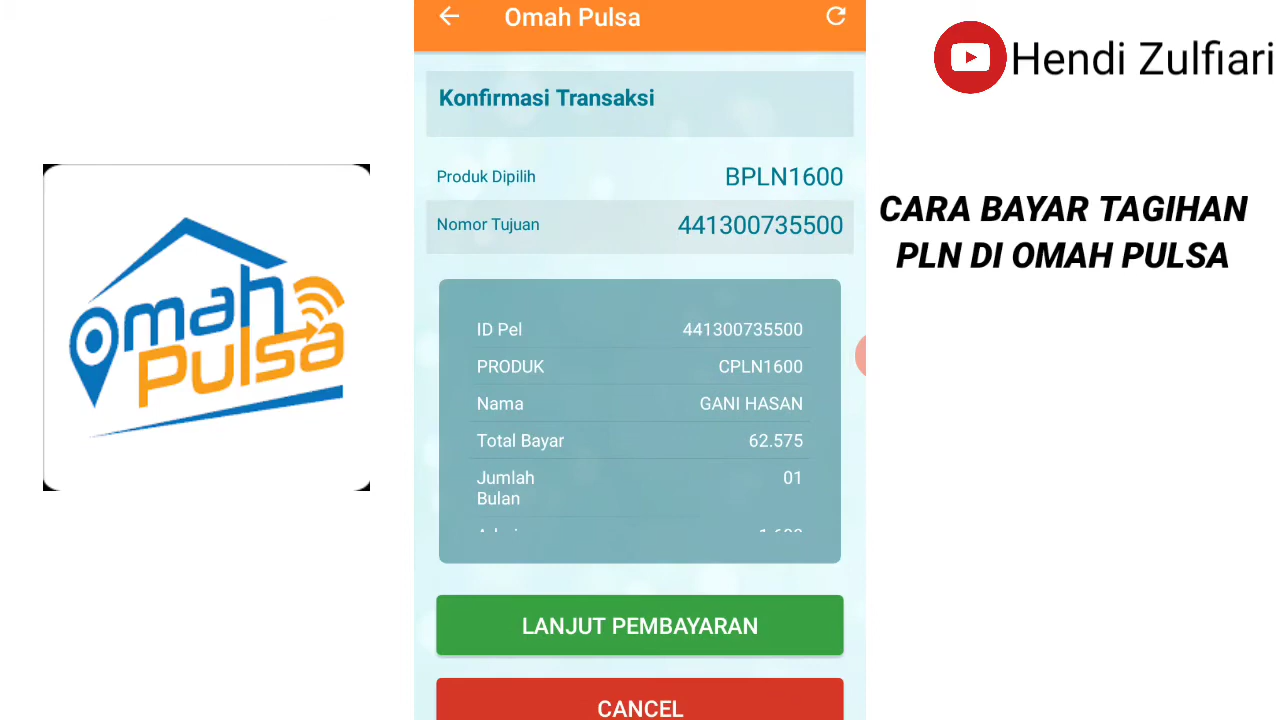 Omah Pulsa
Hendi Zulfiari
Konfirmasi Transaksi
Produk Dipilih BPLN1600
Nomor Tujuan 441300735500
omah
Pulsa
CARA BAYAR TAGIHAN
PLN DI OMAH PULSA
ID Pel 441300735500
PRODUK CPLN1600
Nama GANI HASAN
Total Bayar 62.575
Jumlah 01
Bulan
LANJUT PEMBAYARAN
CANCEL